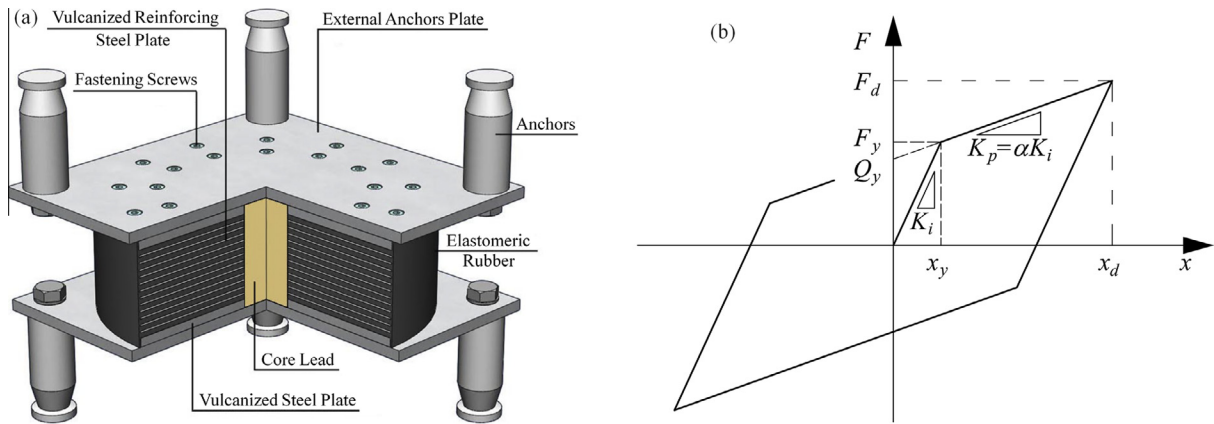 (a)
Vulcanized Reinforcing
Steel Plate
External Anchors Plate
Fastening Screws
Anchors
Elastomeric
Rubber
Core Lead
Vulcanized Steel Plate
(b)
F
F_d
F_y
Q_y
K_p=αK_i
K_i
x_y
x_d
x